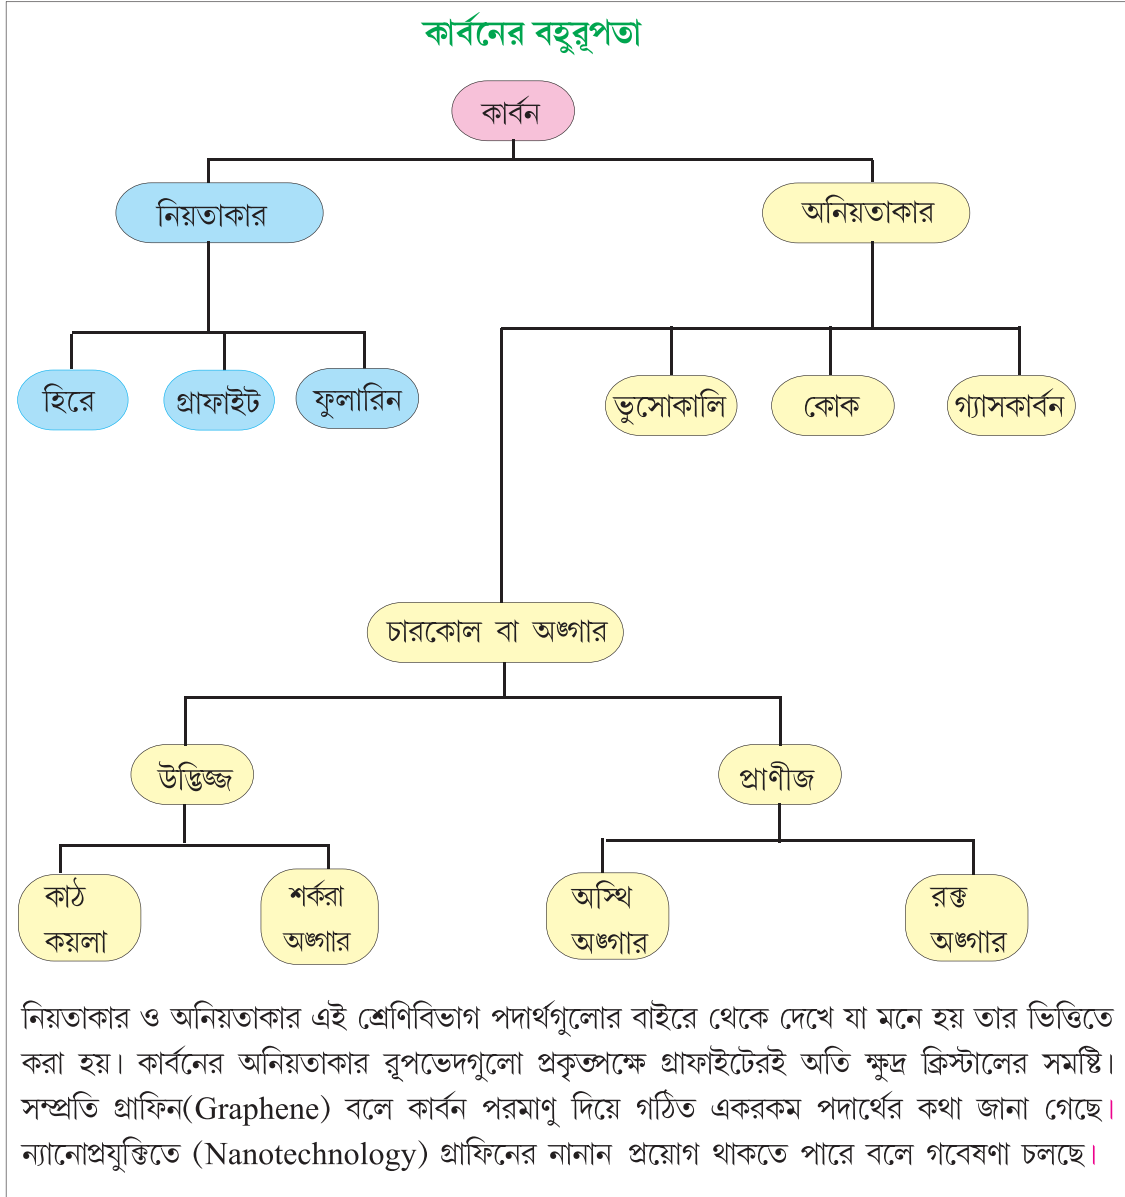 কার্বনের বহুরূপতা
কার্বন
নিয়তাকার
অনিয়তাকার
হিরে
গ্রাফাইট
ফুলারিন
ভুসোকালি
কোক
গ্যাসকার্বন
চারকোল বা অঙ্গার
উদ্ভিজ্জ
প্রাণীজ
কাঠ
কয়লা
শর্করা
অঙ্গার
অস্থি
অঙ্গার
রক্ত
অঙ্গার
নিয়তাকার ও অনিয়তাকার এই শ্রেণিবিভাগ পদার্থগুলোর বাইরে থেকে দেখে যা মনে হয় তার ভিত্তিতে
করা হয়। কার্বনের অনিয়তাকার রূপভেদগুলো প্রকৃতপক্ষে গ্রাফাইটেরই অতি ক্ষুদ্র ক্রিস্টালের সমষ্টি।
সম্প্রতি গ্রাফিন(Graphene) বলে কার্বন পরমাণু দিয়ে গঠিত একরকম পদার্থের কথা জানা গেছে।
ন্যানোপ্রযুক্তিতে (Nanotechnology) গ্রাফিনের নানান প্রয়োগ থাকতে পারে বলে গবেষণা চলছে।